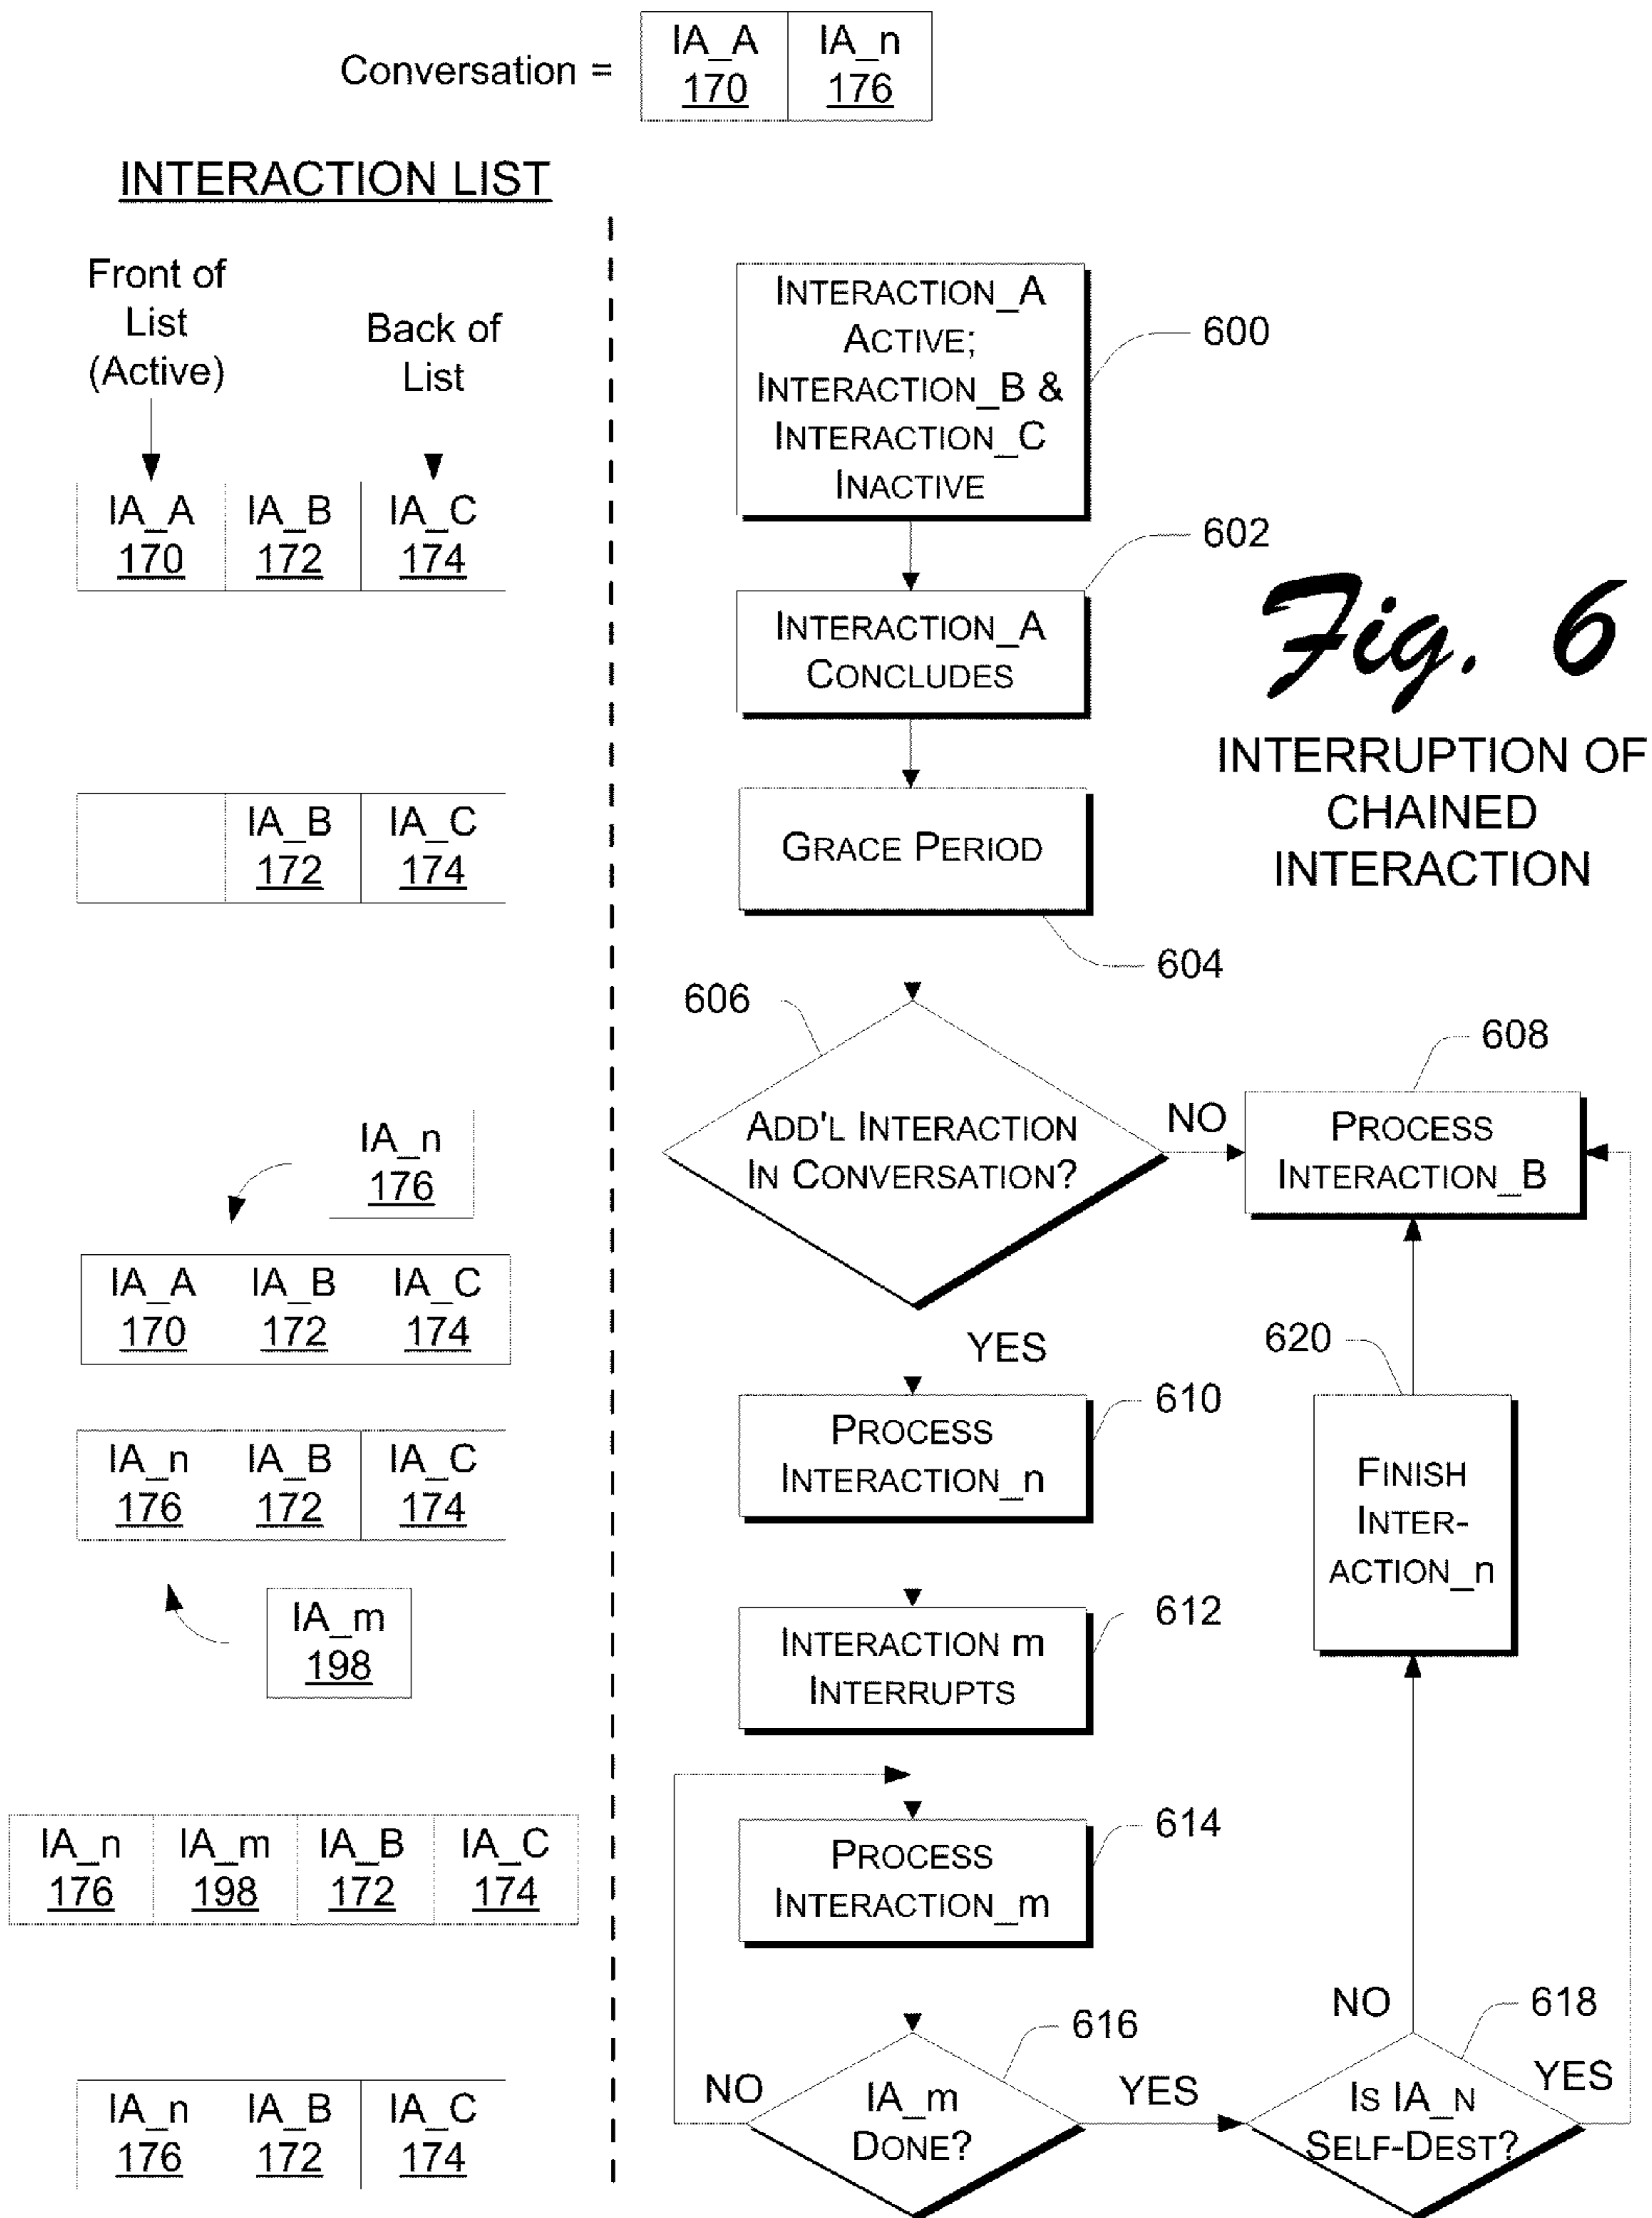 Conversation =
IA_A
170
IA_n
176
INTERACTION LIST
Front of
List
(Active)
Back of
List
IA_A
170
IA_B
172
IA_C
174
IA_B
172
IA_C
174
IA_n
176
IA_A
170
IA_B
172
IA_C
174
IA_n
176
IA_B
172
IA_C
174
IA_m
198
IA_n
176
IA_m
198
IA_B
172
IA_C
174
IA_n
176
IA_B
172
IA_C
174
INTERACTION_A
ACTIVE;
INTERACTION_B &
INTERACTION_C
INACTIVE
600
602
INTERACTION_A
CONCLUDES
Fig. 6
INTERRUPTION OF
CHAINED
INTERACTION
GRACE PERIOD
604
606
ADD'L INTERACTION
IN CONVERSATION?
NO
608
PROCESS
INTERACTION_B
YES
610
PROCESS
INTERACTION_n
620
FINISH
INTER-
ACTION_n
612
INTERACTION m
INTERRUPTS
614
PROCESS
INTERACTION_m
616
IA_m
DONE?
NO
YES
NO
618
IS IA_N
SELF-DEST?
YES